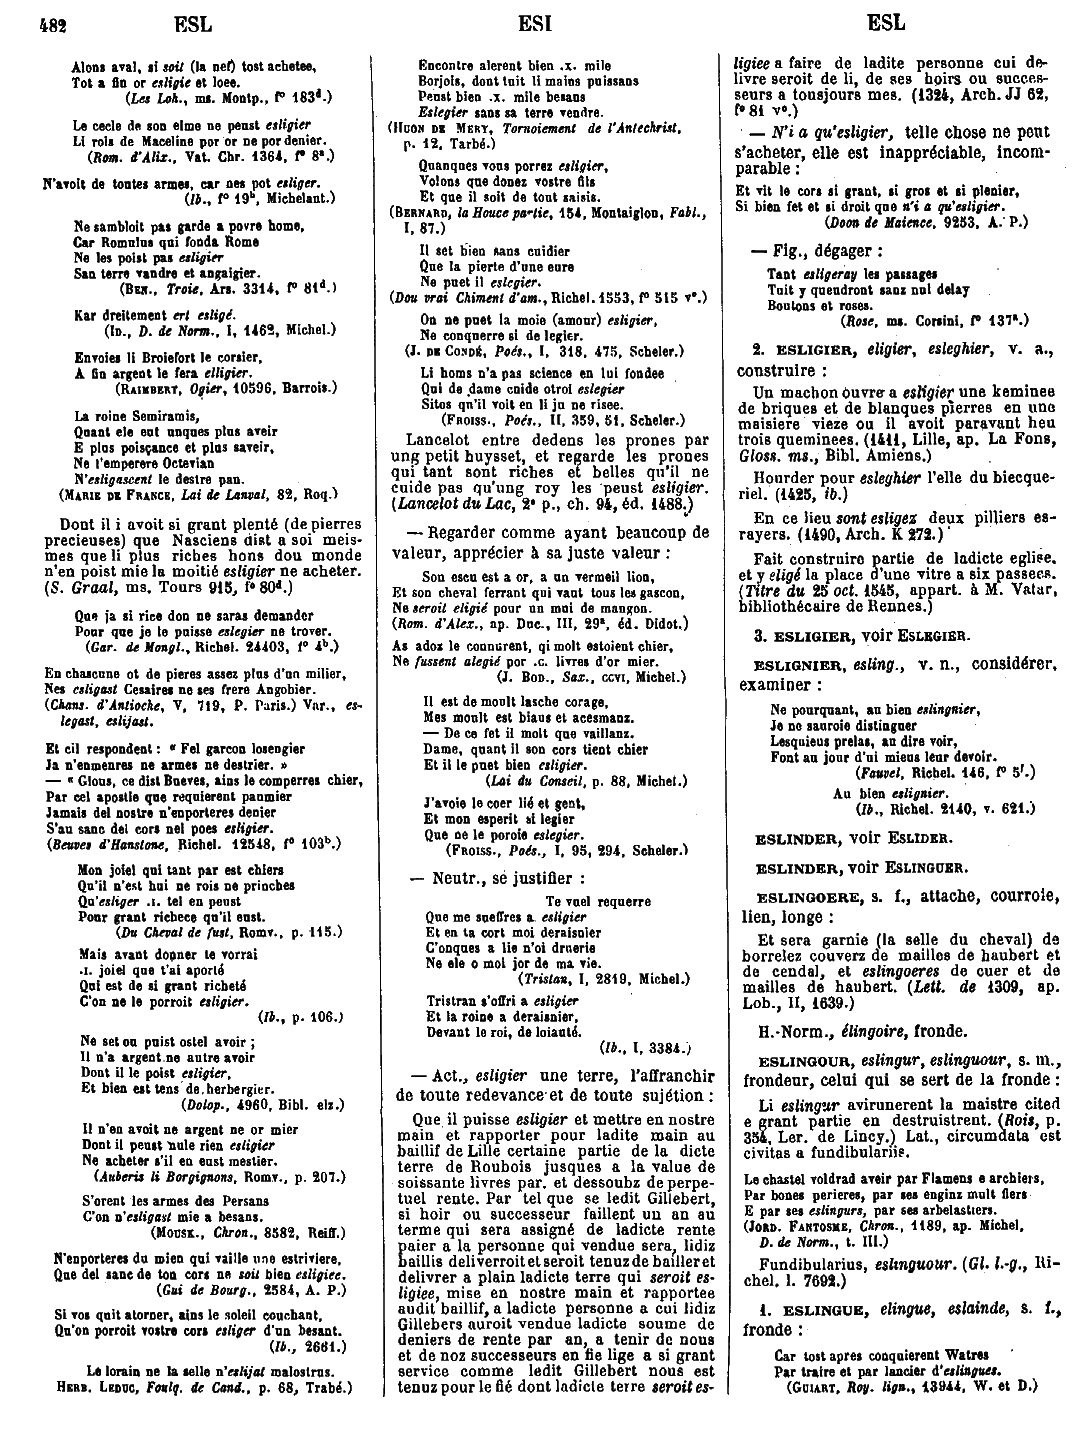 482 ESL ESI ESL
Alons aval, si soit (la nef) tost achetee,
Tot a fin or esligie et loee.
(Les Loh., ms. Montp., fº 183d.)
Le cecle de son elme ne peust esligier
Li rois de Maceline por or ne por denier.
(Rom. d'Alix., Vat. Chr. 1364, fº 8a.)
N'avoit de toutes armes, car nes pot esliger.
(Ib., fº 19b, Michelant.)
Ne sambloit pas garde a povre home,
Car Romulus qui fonda Rome
Ne les poist pas esligier
San terre vandre et angaigier.
(Ben., Troie, Ars. 3314, fº 81d.)
Kar dreitement ert esligé.
(Id., D. de Norm., I, 1462, Michel.)
Envoies li Broiefort le corsier,
A fin argent le fera elligier.
(Raimbert, Ogier, 10596, Barrois.)
La roine Semiramis,
Quant ele eut unques plus aveir
E plus poisçance et plus saveir,
Ne l'emperere Octevian
N'esligascent le destre pan.
(Marie de France, Lai de Lanval, 82, Roq.)
Dont il i avoit si grant plenté (de pierres
precieuses) que Nasciens dist a soi meis-
mes que li plus riches hons dou monde
n'en poist mie la moitié esligier ne acheter.
(S. Graal, ms. Tours 915, fº 80d.)
Que ja si rice don ne saras demander
Pour que je le puisse eslegier ne trover.
(Gar. de Mongl., Richel. 24403, fº 4b.)
En chascune ot de pieres assez plus d'un milier,
Nes esligast Cesaires ne ses frere Angobier.
(Chans. d'Antioche, V, 719, P. Paris.) Var., es-
legast, eslijast.
Et cil respondent : « Fel garcon losengier
Ja n'enmenres ne armes ne destrier. »
— « Glous, ce dist Bueves, ains le comperres chier,
Par cel apostle que requierent paumier
Jamais del nostre n'enporteres denier
S'au sanc del cors nel poes esligier.
(Beuves d'Hanstone, Richel. 12548, fº 103b.)
Mon joiel qui tant par est chiers
Qu'il n'est hui ne rois ne princhees
Qu'esliger .I. tel en peust
Pour grant richece qu'il eust.
(Du Cheval de fust, Romv., p. 115.)
Mais avant donner te vorrai
.I. joiel que t'ai aporté
Qui est de si grant richeté
C'on ne le porroit esligier.
(Ib., p. 106.)
Ne set ou puist ostel avoir ;
Il n'a argent ne autre avoir
Dont il le poist esligier,
Et bien est tens de herbergier.
(Dolop., 4960, Bibl. elz.)
Il n'en avoit ne argent ne or mier
Dont il peust nule rien esligier
Ne acheter s'il en eust mestier.
(Auberis li Borgignons, Romv., p. 207.)
S'orent les armes des Persans
C'on n'esligast mie a besans.
(Mousk., Chron., 8582, Reiff.)
N'enporteres du mien qui vaille une estriviere,
Que del sanc de ton cors ne soit bien esligiee.
(Gui de Bourg., 2584, A. P.)
Si vos quit atorner, ains le soleil couchant,
Qu'on porroit vostre cors esliger d'un besant.
(Ib., 2661.)
Le lorain ne la selle n'eslijat malostrus.
Herb. Leduc, Foulq. de Cand., p. 68, Trabé.)
Encontre alerent bien .x. mile
Borjois, dont tuit li mains puissans
Peust bien .x. mile besans
Eslegier sans sa terre vendre.
(Huon de Mery, Tornoiement de l'Antechrist,
p. 12, Tarbé.)
Quanques vous porrez esligier,
Volons que donez vostre fils
Et que il soit de tout saisis.
(Bernard, la Houce partie, 154, Montaiglon, Fabl.,
I, 87.)
Il set bien sans cuidier
Que la pierte d'une eure
Ne puet il eslegier.
(Dou vrai Chiment d'am., Richel. 1553, fº 515 vº.)
On ne puet la moie (amour) esligier,
Ne conquerre si de legier.
(J. de Condé, Poés., I, 318, 475, Scheler.)
Li homs n'a pas science en lui fondee
Qui de dame cuide otroi eslegier
Sitos qu'il voit en li ju ne risee.
(Froiss., Poés., II, 359, 51, Scheler.)
Lancelot entre dedens les prones par
ung petit huysset, et regarde les prones
qui tant sont riches et belles qu'il ne
cuide pas qu'ung roy les peust esligier.
(Lancelot du Lac, 2e p., ch. 94, éd. 1488.)
— Regarder comme ayant beaucoup de
valeur, apprécier à sa juste valeur :
Son escu est a or, a un vermeil lion,
Et son cheval ferrant qui vaut tous les gascon,
Ne seroit eligié pour un mui de mangon.
(Rom. d'Alex., ap. Duc., III, 29a, éd. Didot.)
As adoz le connurent, qi molt estoient chier,
Ne fussent alegié por .c. livres d'or mier.
(J. Bod., Sax., ccvi, Michel.)
Il est de moult lasche corage,
Mes moult est biaus et acesmanz.
— De ce fet il molt que vaillanz.
Dame, quant il son cors tient chier
Et il le puet bien esligier.
(Lai du Conseil, p. 88, Michel.)
J'avoie le coer lié et gent,
Et mon esperit si legier
Que ne le poroie eslegier.
(Froiss., Poés., I, 95, 294, Scheler.)
— Neutr., se justifier :
Te vuel requerre
Que me sueffres a esligier
Et en ta cort moi deraisnier
C'onques a lie n'oi druerie
Ne ele o moi jor de ma vie.
(Tristan, I, 2819, Michel.)
Tristran s'offri a esligier
Et la roine a deraisnier,
Devant le roi, de loiauté.
(Ib., I, 3384.)
— Act., esligier une terre, l'affranchir
de toute redevance et de toute sujétion :
Que il puisse esligier et mettre en nostre
main et rapporter pour ladite main au
baillif de Lille certaine partie de la dicte
terre de Roubois jusques a la value de
soissante livres par. et dessoubz de perpe-
tuel rente. Par tel que se ledit Gillebert,
si hoir ou successeur faillent un an au
terme qui sera assigné de ladicte rente
paier a la personne qui vendue sera, lidiz
baillis deliverroit et seroit tenuz de bailler et
delivrer a plain ladicte terre qui seroit es-
ligiee, mise en nostre main et rapportee
audit baillif, a ladicte personne a cui lidiz
Gillebers auroit vendue ladicte soume de
deniers de rente par an, a tenir de nous
et de noz successeurs en fie lige a si grant
service comme ledit Gillebert nous est
tenuz pour le fié dont ladicte terre seroit es-
ligiee a faire de ladite personne cui de-
livre seroit de li, de ses hoirs ou succes-
seurs a tousjours mes. (1324, Arch. JJ 62,
fº 81 vº.)
— N'i a qu'esligier, telle chose ne peut
s'acheter, elle est inappréciable, incom-
parable :
Et vit le cors si grant, si gros et si plenier,
Si bien fet et si droit que n'i a qu'esligier.
(Doon de Maience, 9253, A. P.)
— Fig., dégager :
Tant esligeray les passages
Tuit y quendront sanz nul delay
Boutons et roses.
(Rose, ms. Corsini, fº 137a.)
2. ESLIGIER, eligier, esleghier, v. a.,
construire :
Un machon ouvre a esligier une keminee
de briques et de blanques pierres en une
maisiere vieze ou il avoit paravant heu
trois queminees. (1411, Lille, ap. La Fons,
Gloss. ms., Bibl. Amiens.)
Hourder pour esleghier l'elle du biecque-
riel. (1425, ib.)
En ce lieu sont esligez deux pilliers es-
rayers. (1490, Arch. K 272.)
Fait construire partie de ladicte eglise,
et y eligé la place d'une vitre a six passees.
(Titre du 25 oct. 1545, appart. à M. Vatar,
bibliothécaire de Rennes.)
3. ESLIGIER, voir Eslegier.
ESLIGNIER, esling., v. n., considérer,
examiner :
Ne pourquant, au bien eslingnier,
Je ne sauroie distinguer
Lesquieus prelas, au dire voir,
Font au jour d'ui mieus leur devoir.
(Fauvel, Richel. 146, fº 5f.)
Au bien eslignier.
(Ib., Richel. 2140, v. 621.)
ESLINDER, voir Eslider.
ESLINDER, voir Eslinguer.
ESLINGOERE, s. f., attache, courroie,
lien, longe :
Et sera garnie (la selle du cheval) de
borrelez couverz de mailles de haubert et
de cendal, et eslingoeres de cuer et de
mailles de haubert. (Lett. de 1309, ap.
Lob., II, 1639.)
H.-Norm., élingoire, fronde.
ESLINGOUR, eslingur, eslinguour, s. m.,
frondeur, celui qui se sert de la fronde :
Li eslingur avirunerent la maistre cited
e grant partie en destruistrent. (Rois, p.
354, Ler. de Lincy.) Lat., circumdata est
civitas a fundibulariis.
Le chastel voldrad aveir par Flamens e archiers,
Par bones perieres, par ses enginz mult fiers
E par ses eslingurs, par ses arbelastiers.
(Jord. Fantosme, Chron., 1189, ap. Michel,
D. de Norm., t. III.)
Fundibularius, eslinguour. (Gl. l.-g., Ri-
chel. l. 7692.)
1. ESLINGUE, elingue, eslainde, s. f.,
fronde :
Car tost apres conquierent Watres
Par traire et par lancier d'eslingues.
(Guiart, Roy. lign., 13944, W. et D.)